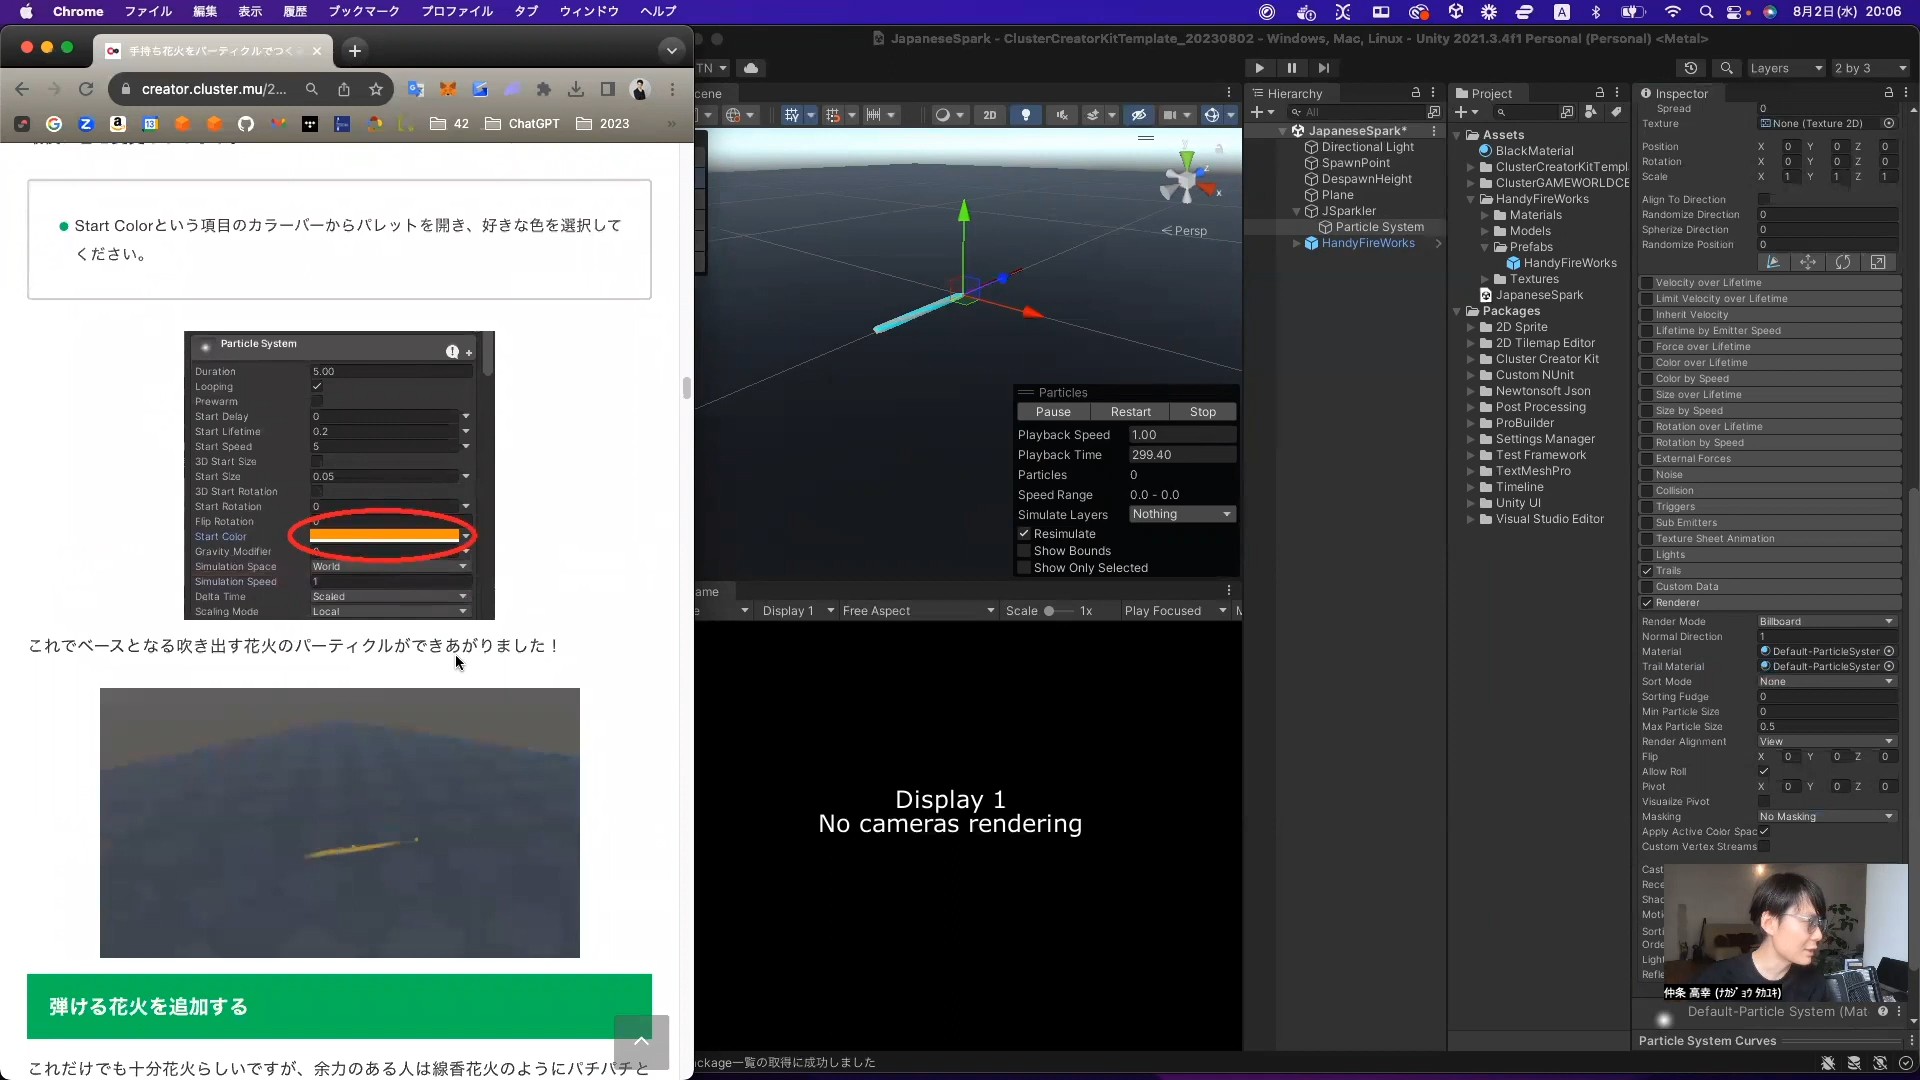 Chrome ファイル 編集 表示 履歴 ブックマーク プロファイル タブ ウィンドウ ヘルプ
8月2日(水) 20:06
手持ち花火をパーティクルでつく
creator.cluster.mu/2...
42 ChatGPT 2023 »
Start Colorという項目のカラーバーからパレットを開き、好きな色を選択して
ください。
Particle System
Duration 5.00
Looping
Prewarm
Start Delay 0
Start Lifetime 0.2
Start Speed 5
3D Start Size
Start Size 0.05
3D Start Rotation
Start Rotation 0
Flip Rotation 0
Start Color
Gravity Modifier 0
Simulation Space World
Simulation Speed 1
Delta Time Scaled
Scaling Mode Local
これでベースとなる吹き出す花火のパーティクルができあがりました！
弾ける花火を追加する
これだけでも十分花火らしいですが、余力のある人は線香花火のようにパチパチと
JapaneseSpark - ClusterCreatorKitTemplate_20230802 - Windows, Mac, Linux - Unity 2021.3.4f1 Personal (Personal) <Metal>
TN
Layers 2 by 3
cene
2D
y
z
x
Persp
Particles
Pause Restart Stop
Playback Speed 1.00
Playback Time 299.40
Particles 0
Speed Range 0.0 - 0.0
Simulate Layers Nothing
Resimulate
Show Bounds
Show Only Selected
ame
Display 1 Free Aspect Scale 1x Play Focused M
Display 1
No cameras rendering
ackage一覧の取得に成功しました
Hierarchy
All
JapaneseSpark*
Directional Light
SpawnPoint
DespawnHeight
Plane
JSparkler
Particle System
HandyFireWorks
Project
Assets
BlackMaterial
ClusterCreatorKitTempl
ClusterGAMEWORLDCE
HandyFireWorks
Materials
Models
Prefabs
HandyFireWorks
Textures
JapaneseSpark
Packages
2D Sprite
2D Tilemap Editor
Cluster Creator Kit
Custom NUnit
Newtonsoft Json
Post Processing
ProBuilder
Settings Manager
Test Framework
TextMeshPro
Timeline
Unity UI
Visual Studio Editor
Inspector
Spread 0
Texture None (Texture 2D)
Position X 0 Y 0 Z 0
Rotation X 0 Y 0 Z 0
Scale X 1 Y 1 Z 1
Align To Direction
Randomize Direction 0
Spherize Direction 0
Randomize Position 0
Velocity over Lifetime
Limit Velocity over Lifetime
Inherit Velocity
Lifetime by Emitter Speed
Force over Lifetime
Color over Lifetime
Color by Speed
Size over Lifetime
Size by Speed
Rotation over Lifetime
Rotation by Speed
External Forces
Noise
Collision
Triggers
Sub Emitters
Texture Sheet Animation
Lights
Trails
Custom Data
Renderer
Render Mode Billboard
Normal Direction 1
Material Default-ParticleSystem
Trail Material Default-ParticleSystem
Sort Mode None
Sorting Fudge 0
Min Particle Size 0
Max Particle Size 0.5
Render Alignment View
Flip X 0 Y 0 Z 0
Allow Roll
Pivot X 0 Y 0 Z 0
Visualize Pivot
Masking No Masking
Apply Active Color Spac
Custom Vertex Streams
Cast
Rece
Shad
Moti
Sorti
Orde
Light
Refle
仲条 高幸 (ﾅｶｼﾞｮｳ ﾀｶﾕｷ)
Default-Particle System (Mat
Particle System Curves